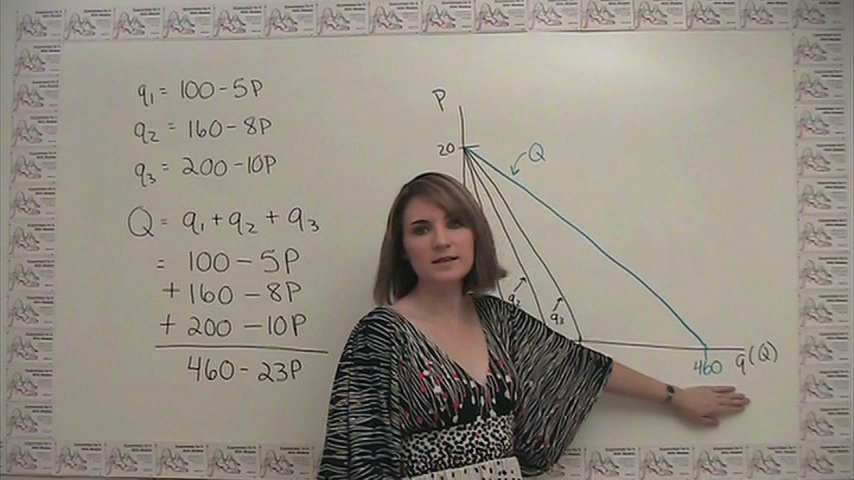 q₁ = 100 - 5P
q₂ = 160 - 8P
q₃ = 200 - 10P
Q = q₁ + q₂ + q₃
= 100 - 5P
+ 160 - 8P
+ 200 - 10P
460 - 23P
P
20
Q
q₂
q₃
460
q(Q)